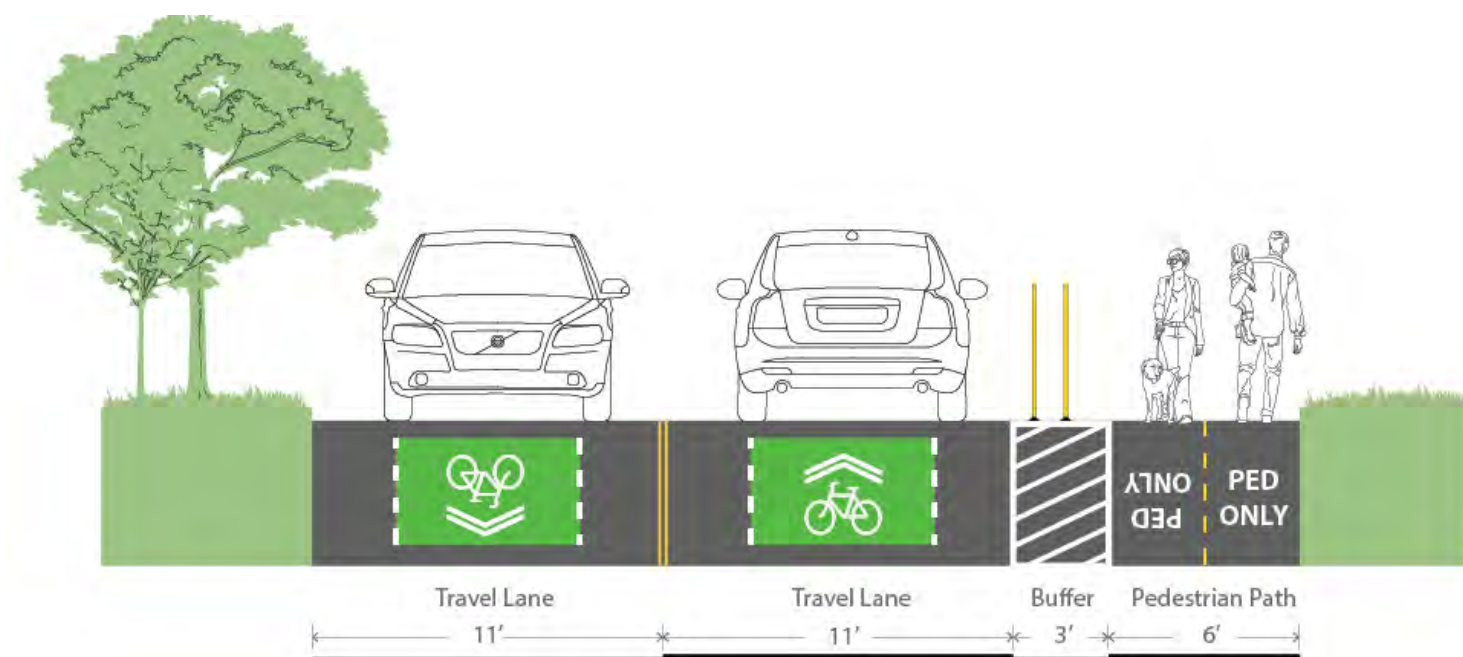 ONLY
PED
PED
ONLY
Travel Lane
Travel Lane
Buffer
Pedestrian Path
11'
11'
3'
6'